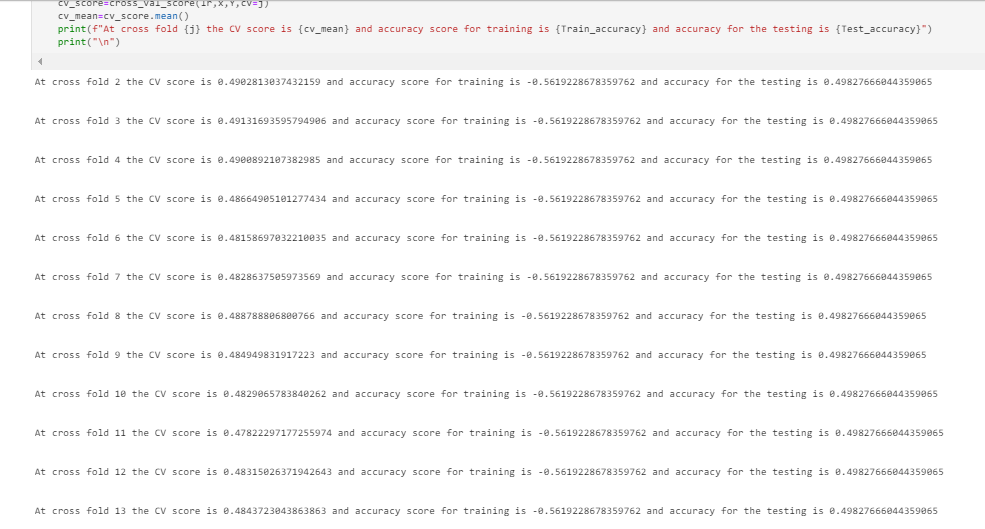 cv_score=cross_val_score(lr,x,Y,cv=j)
cv_mean=cv_score.mean()
print(f"At cross fold {j} the CV score is {cv_mean} and accuracy score for training is {Train_accuracy} and accuracy for the testing is {Test_accuracy}")
print("\n")
At cross fold 2 the CV score is 0.4902813037432159 and accuracy score for training is -0.5619228678359762 and accuracy for the testing is 0.49827666044359065
At cross fold 3 the CV score is 0.49131693595794906 and accuracy score for training is -0.5619228678359762 and accuracy for the testing is 0.49827666044359065
At cross fold 4 the CV score is 0.4900892107382985 and accuracy score for training is -0.5619228678359762 and accuracy for the testing is 0.49827666044359065
At cross fold 5 the CV score is 0.48664905101277434 and accuracy score for training is -0.5619228678359762 and accuracy for the testing is 0.49827666044359065
At cross fold 6 the CV score is 0.48158697032210035 and accuracy score for training is -0.5619228678359762 and accuracy for the testing is 0.49827666044359065
At cross fold 7 the CV score is 0.4828637505973569 and accuracy score for training is -0.5619228678359762 and accuracy for the testing is 0.49827666044359065
At cross fold 8 the CV score is 0.488788806800766 and accuracy score for training is -0.5619228678359762 and accuracy for the testing is 0.49827666044359065
At cross fold 9 the CV score is 0.484949831917223 and accuracy score for training is -0.5619228678359762 and accuracy for the testing is 0.49827666044359065
At cross fold 10 the CV score is 0.4829065783840262 and accuracy score for training is -0.5619228678359762 and accuracy for the testing is 0.49827666044359065
At cross fold 11 the CV score is 0.47822297177255974 and accuracy score for training is -0.5619228678359762 and accuracy for the testing is 0.49827666044359065
At cross fold 12 the CV score is 0.48315026371942643 and accuracy score for training is -0.5619228678359762 and accuracy for the testing is 0.49827666044359065
At cross fold 13 the CV score is 0.4843723043863863 and accuracy score for training is -0.5619228678359762 and accuracy for the testing is 0.49827666044359065